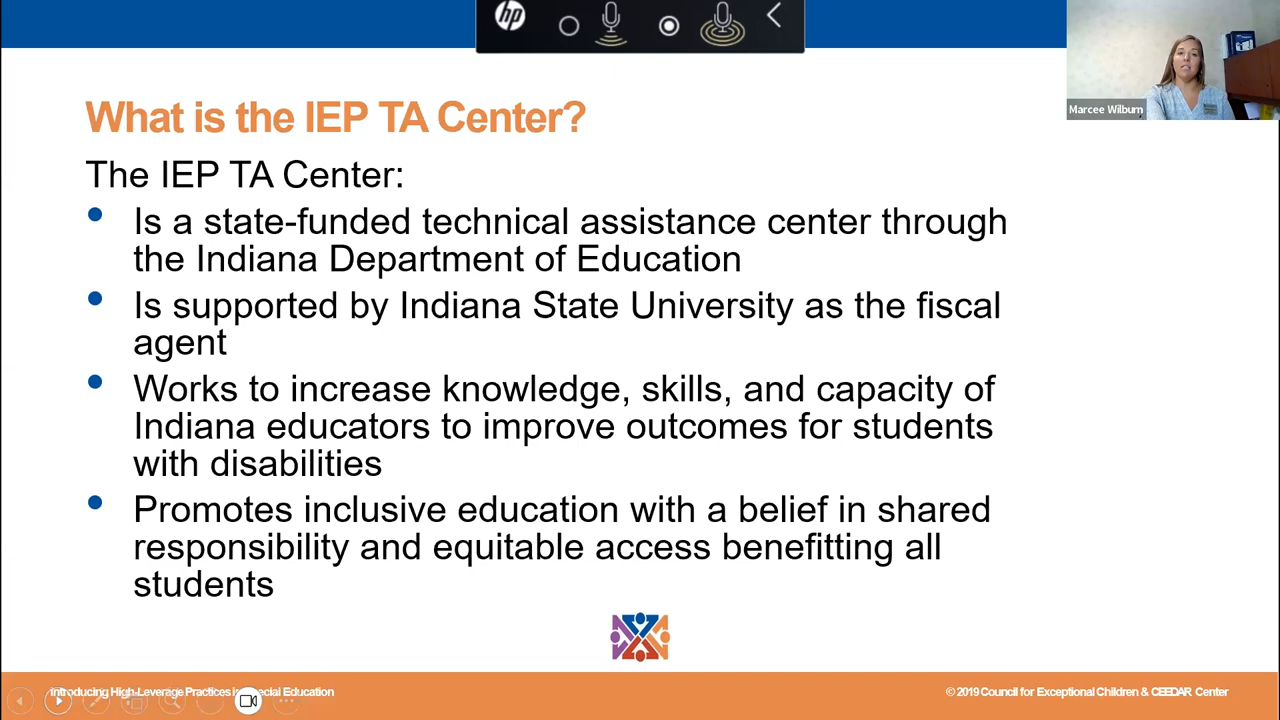 hp
Marcee Wilburn
What is the IEP TA Center?
The IEP TA Center:
Is a state-funded technical assistance center through
the Indiana Department of Education
Is supported by Indiana State University as the fiscal
agent
Works to increase knowledge, skills, and capacity of
Indiana educators to improve outcomes for students
with disabilities
Promotes inclusive education with a belief in shared
responsibility and equitable access benefitting all
students
Introducing High-Leverage Practices in Special Education
© 2019 Council for Exceptional Children & CEEDAR Center